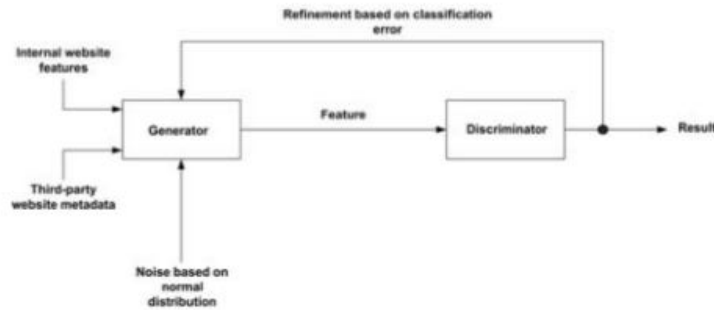 Refinement based on classification
error
Internal website
features
Generator
Feature
Discriminator
Result
Third-party
website metadata
Noise based on
normal
distribution